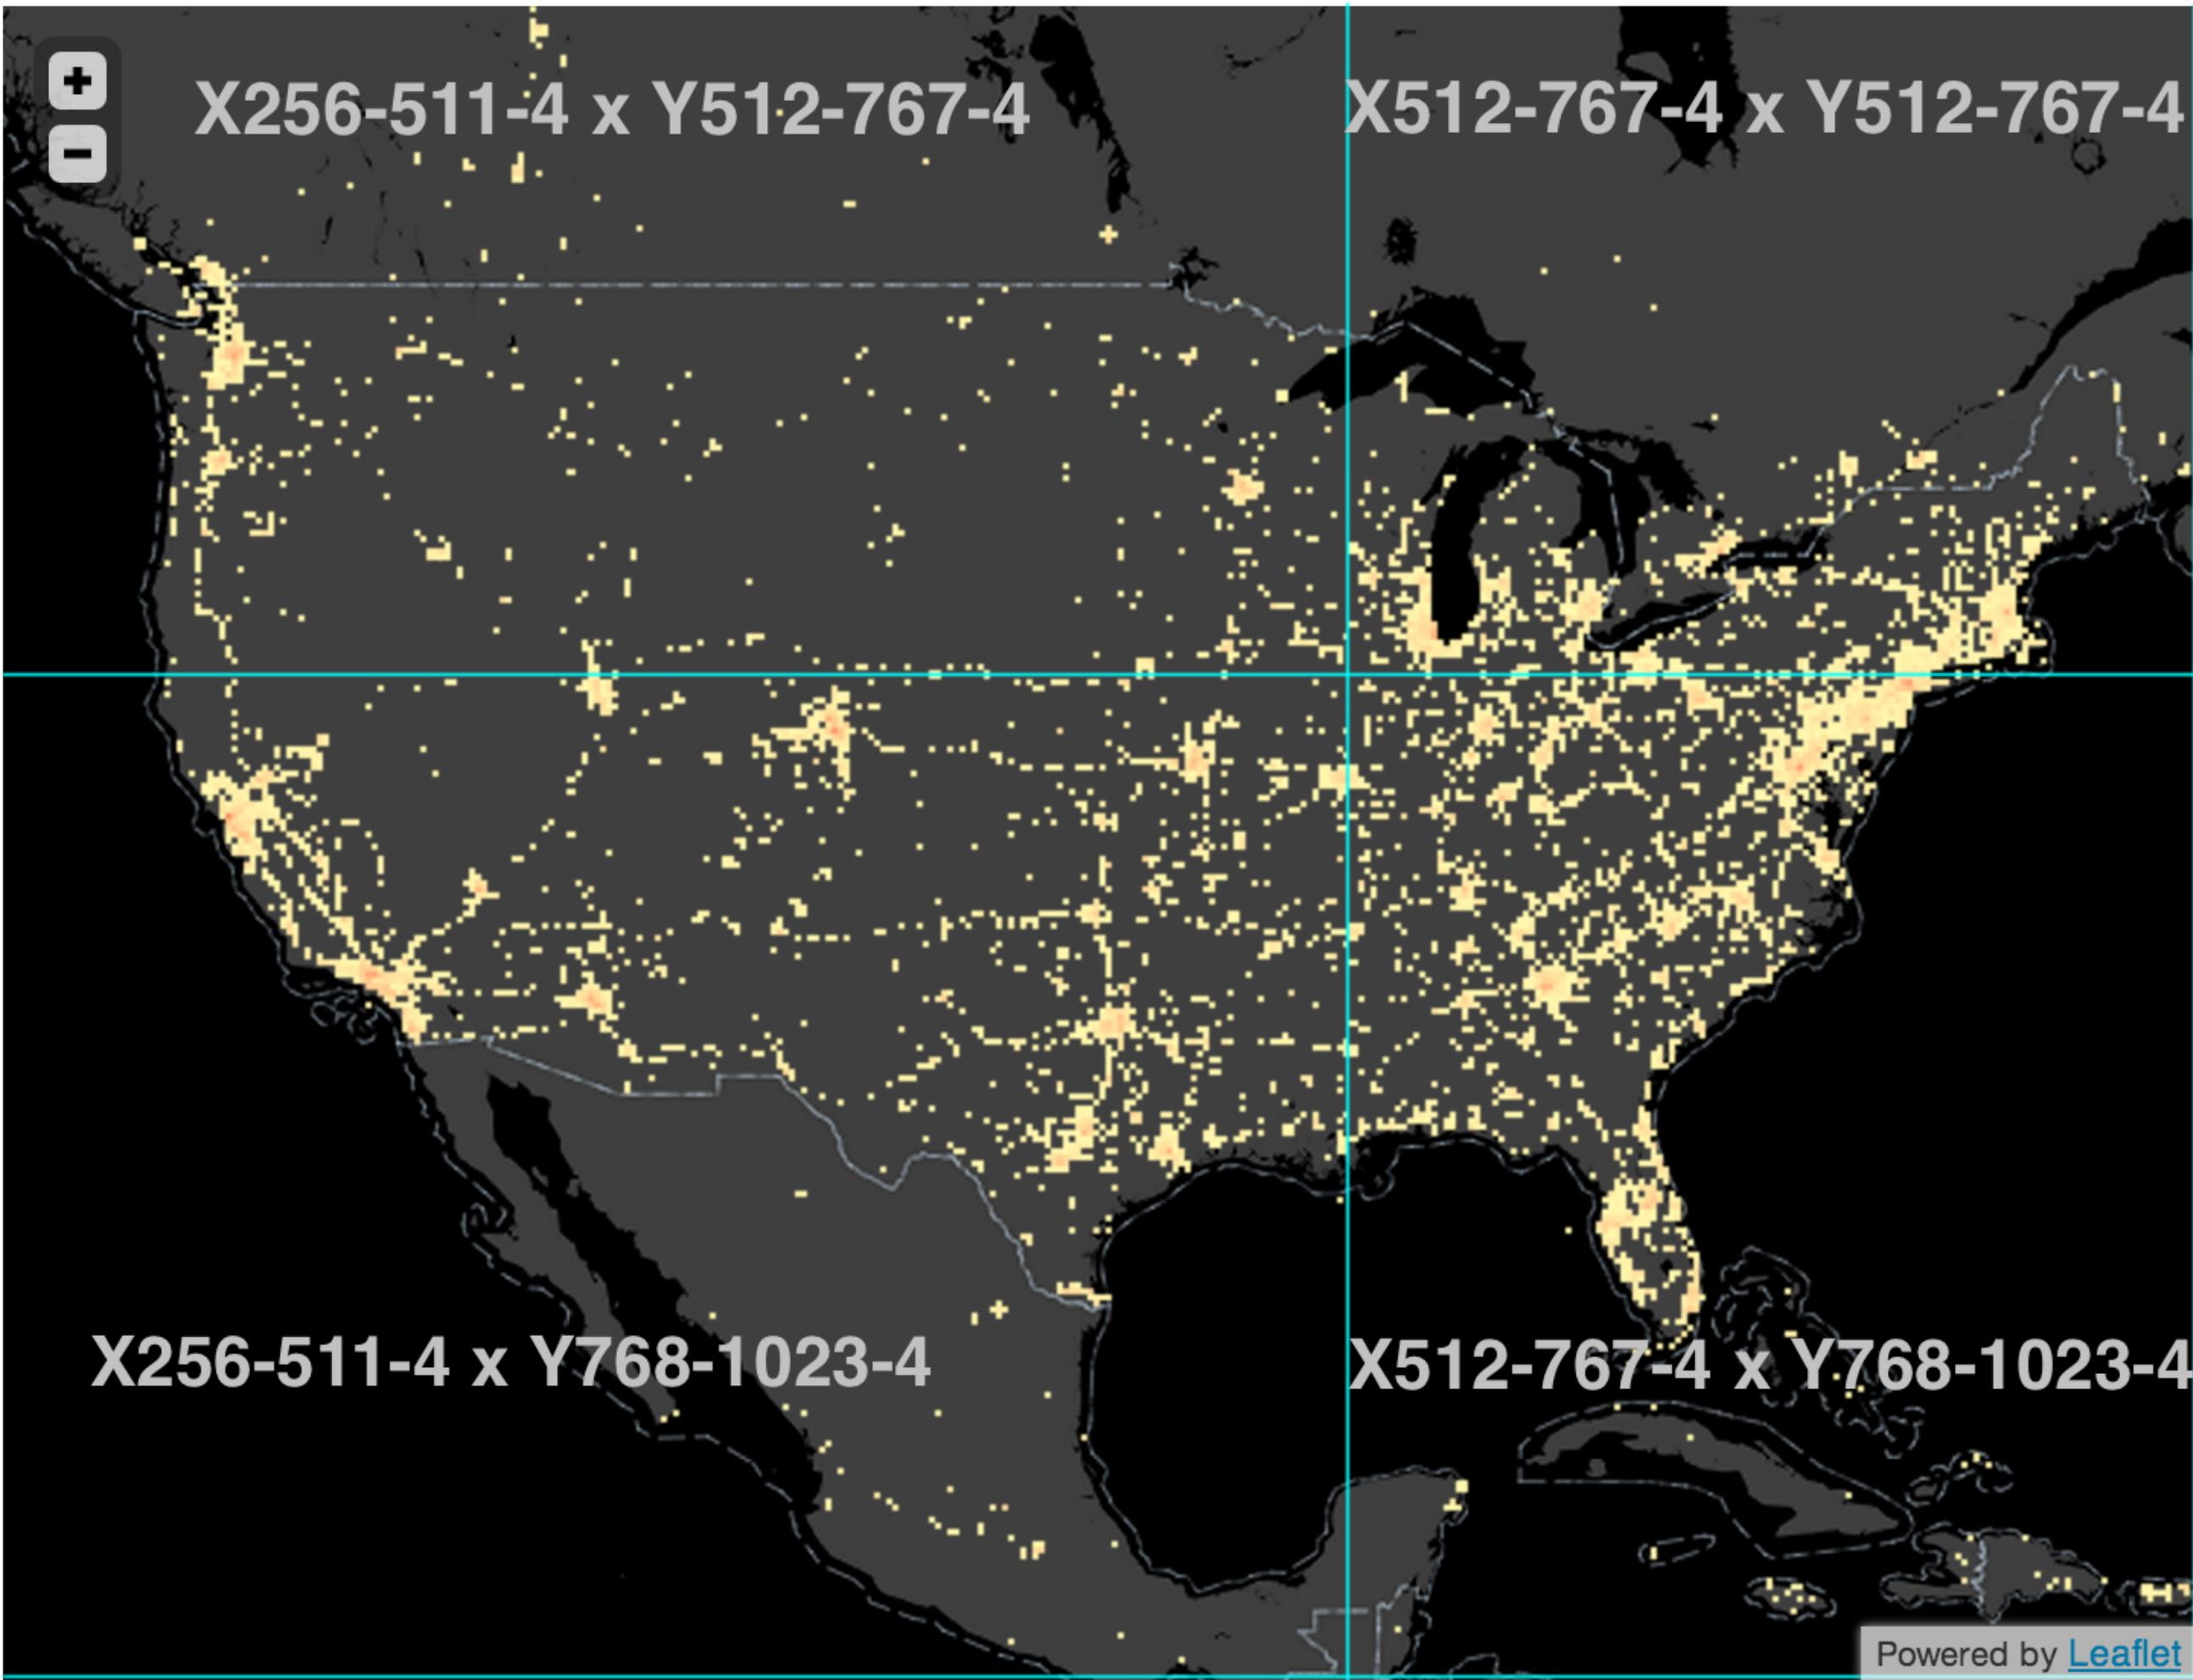 +
X256-511-4 x Y512-767-4
X512-767-4 x Y512-767-4
−
X256-511-4 x Y768-1023-4
X512-767-4 x Y768-1023-4
Powered by Leaflet